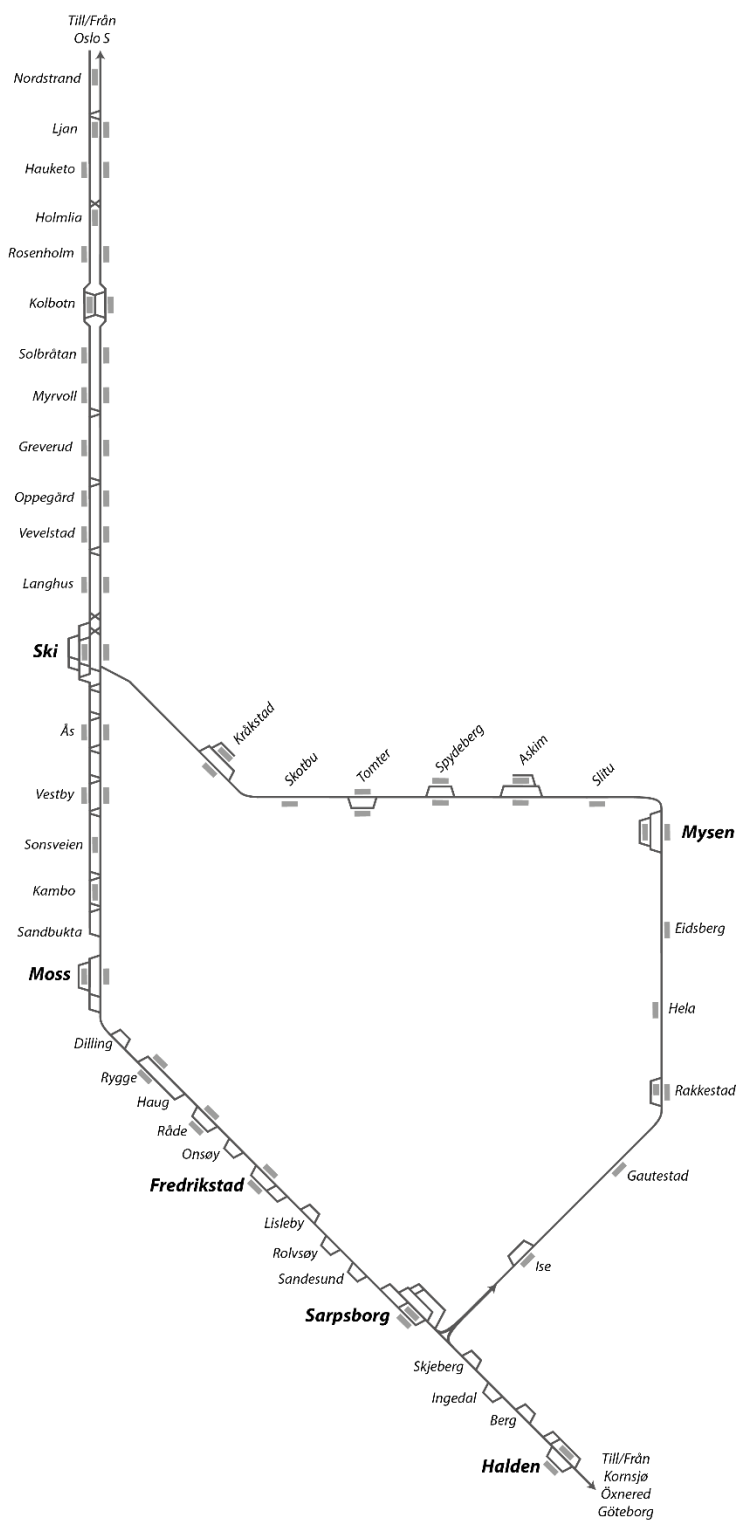 Till/Från
Oslo S
Nordstrand
Ljan
Hauketo
Holmlia
Rosenholm
Kolbotn
Solbråtan
Myrvoll
Greverud
Oppegård
Vevelstad
Langhus
Ski
Kråkstad
Skotbu
Tomter
Spydeberg
Askim
Slitu
Ås
Vestby
Mysen
Sonsveien
Kambo
Sandbukta
Eidsberg
Moss
Hela
Dilling
Rygge
Haug
Rakkestad
Råde
Onsøy
Gautestad
Fredrikstad
Lisleby
Rolvsøy
Ise
Sandesund
Sarpsborg
Skjeberg
Ingedal
Berg
Halden
Till/Från
Kornsjø
Öxnered
Göteborg